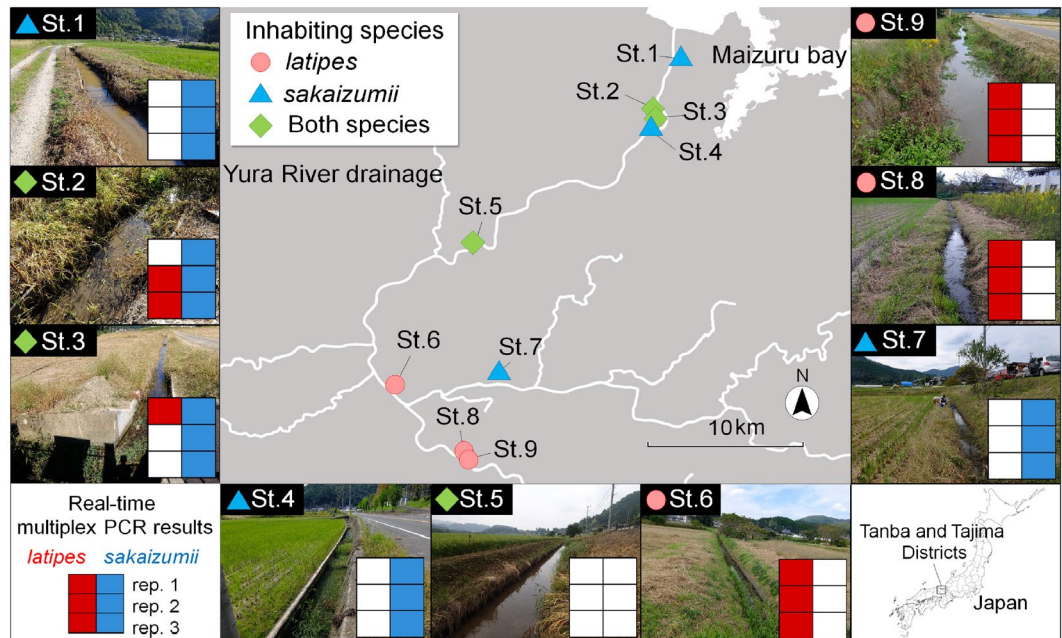 St.1
St.2
St.3
Inhabiting species
latipes
sakaizumii
Both species
Yura River drainage
Maizuru bay
St.1
St.2
St.3
St.4
St.5
St.6
St.7
St.8
St.9
N
10km
St.9
St.8
St.7
Real-time
multiplex PCR results
latipes sakaizumii
rep. 1
rep. 2
rep. 3
St.4
St.5
St.6
Tanba and Tajima
Districts
Japan